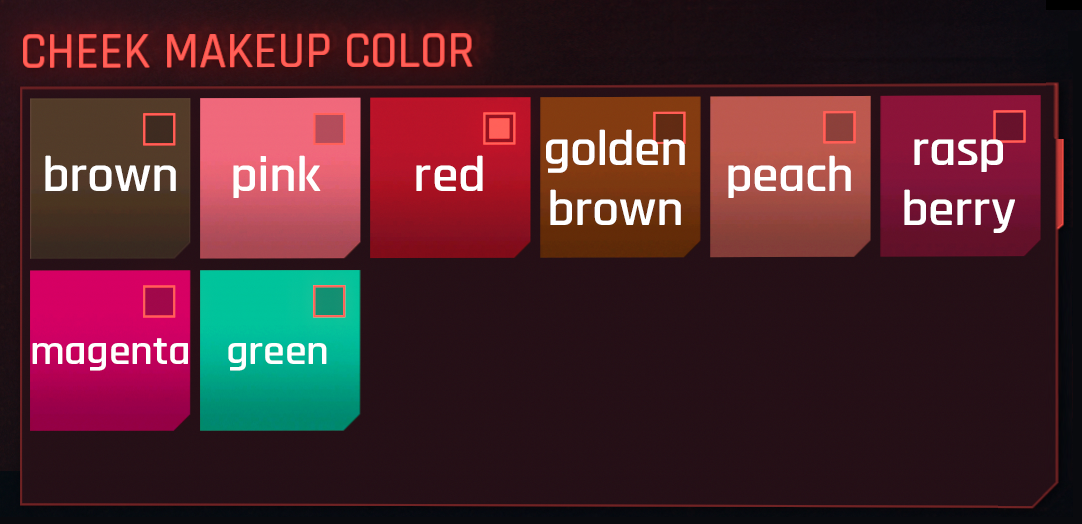 CHEEK MAKEUP COLOR
brown
pink
red
golden
brown
peach
rasp
berry
magenta
green